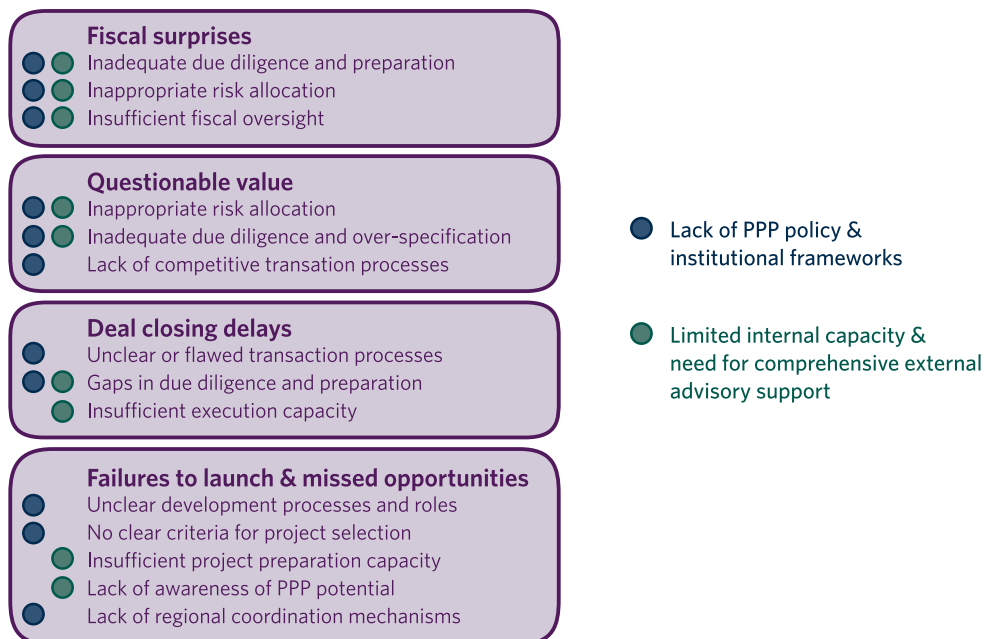 Fiscal surprises
Inadequate due diligence and preparation
Inappropriate risk allocation
Insufficient fiscal oversight
Questionable value
Inappropriate risk allocation
Inadequate due diligence and over-specification
Lack of competitive transation processes
Deal closing delays
Unclear or flawed transaction processes
Gaps in due diligence and preparation
Insufficient execution capacity
Failures to launch & missed opportunities
Unclear development processes and roles
No clear criteria for project selection
Insufficient project preparation capacity
Lack of awareness of PPP potential
Lack of regional coordination mechanisms
Lack of PPP policy &
institutional frameworks
Limited internal capacity &
need for comprehensive external
advisory support